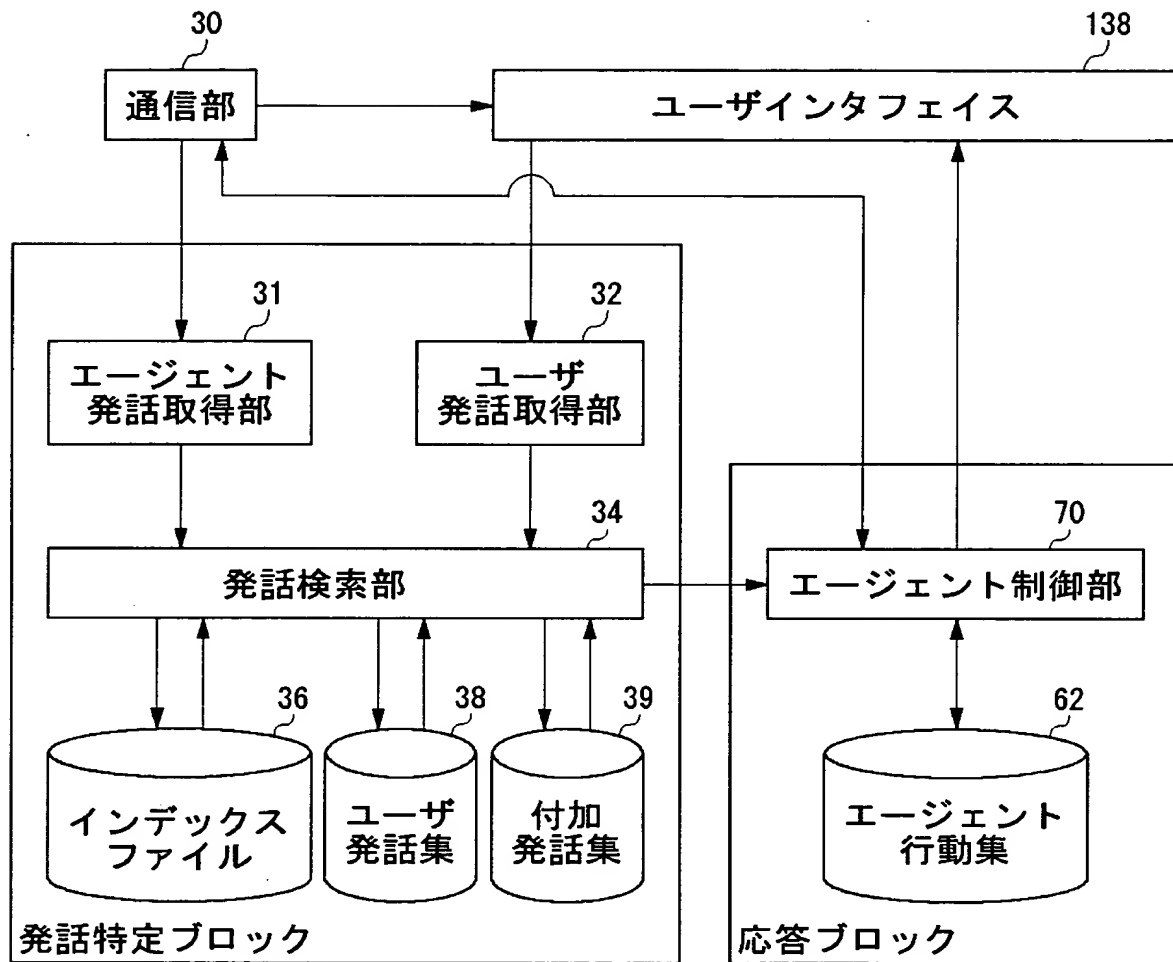 30
138
通信部
ユーザインタフェイス
31
32
エージェント
発話取得部
ユーザ
発話取得部
34
70
発話検索部
エージェント制御部
36
38
39
62
インデックス
ファイル
ユーザ
発話集
付加
発話集
エージェント
行動集
発話特定ブロック
応答ブロック